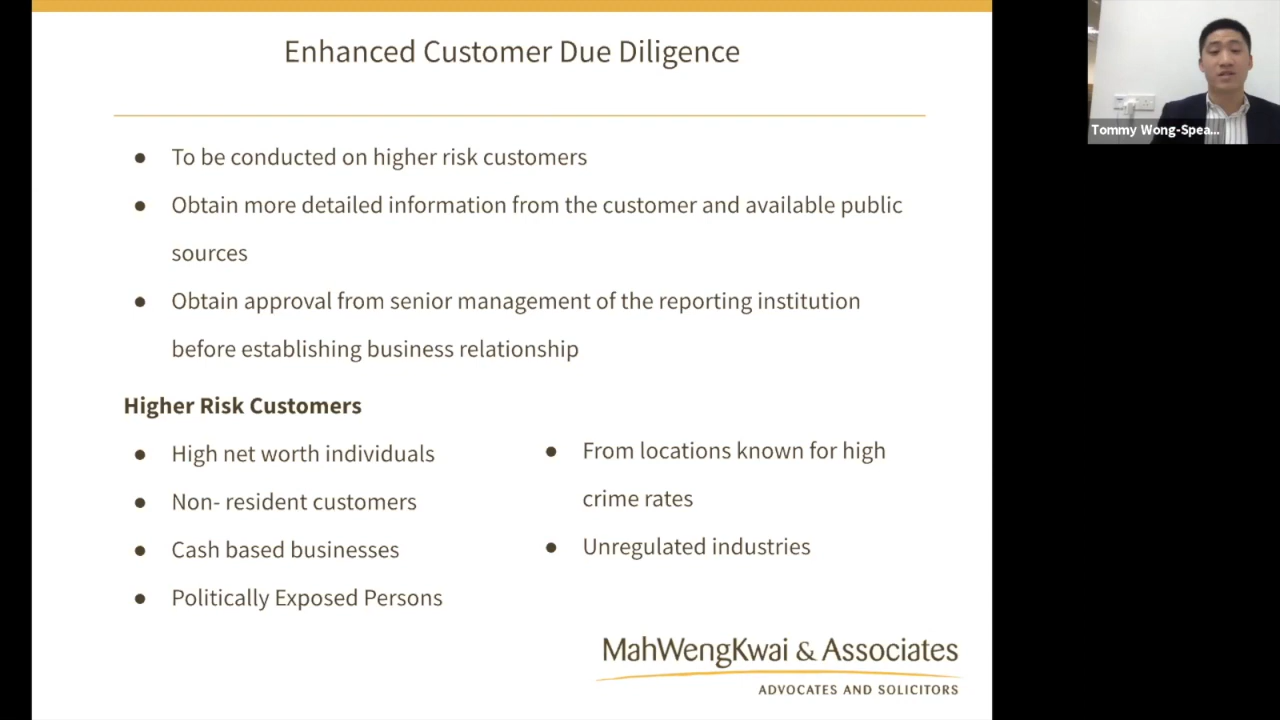 Enhanced Customer Due Diligence
● To be conducted on higher risk customers
● Obtain more detailed information from the customer and available public
sources
● Obtain approval from senior management of the reporting institution
before establishing business relationship
Higher Risk Customers
● High net worth individuals
● Non- resident customers
● Cash based businesses
● Politically Exposed Persons
● From locations known for high
crime rates
● Unregulated industries
MahWengKwai & Associates
ADVOCATES AND SOLICITORS
Tommy Wong-Spea...